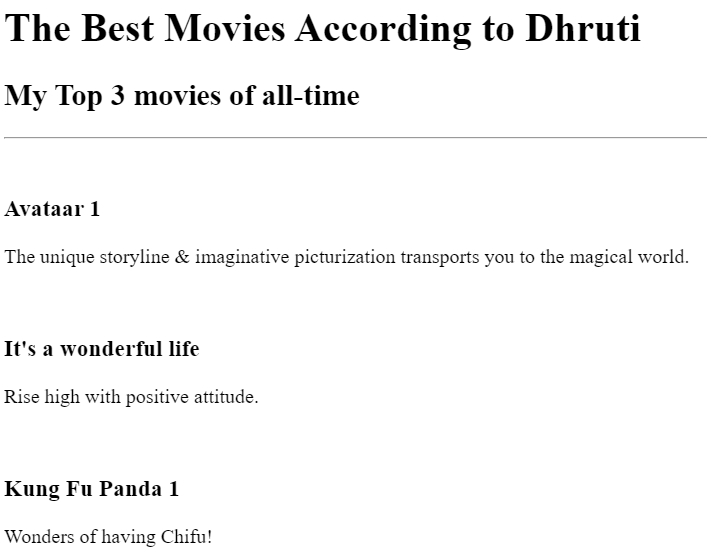 The Best Movies According to Dhruti
My Top 3 movies of all-time
Avataar 1
The unique storyline & imaginative picturization transports you to the magical world.
It's a wonderful life
Rise high with positive attitude.
Kung Fu Panda 1
Wonders of having Chifu!